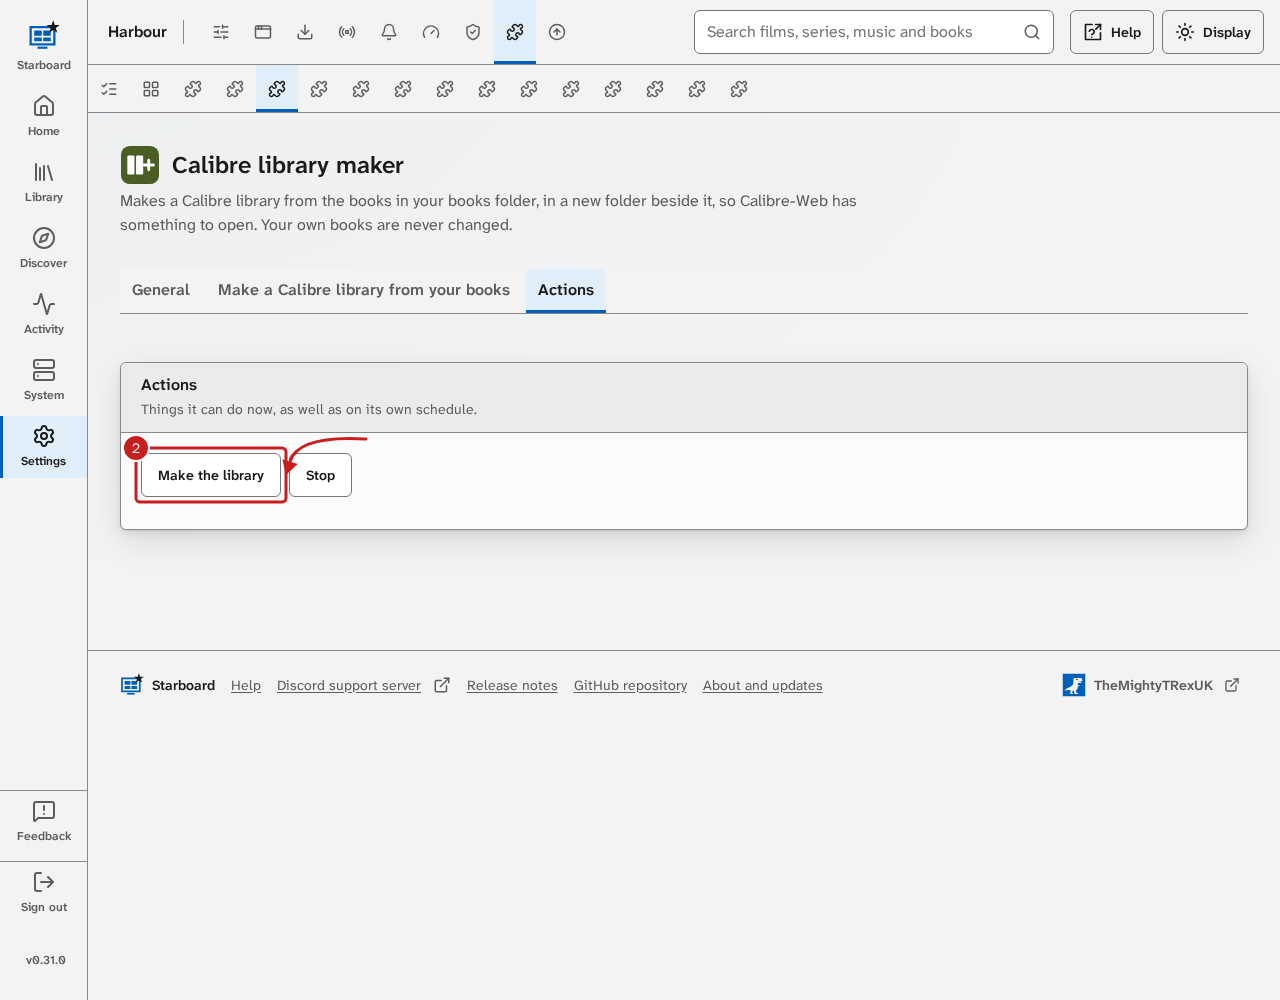 Starboard
Home
Library
Discover
Activity
System
Settings
Feedback
Sign out
v0.31.0
Harbour
Search films, series, music and books
Help
Display
Calibre library maker
Makes a Calibre library from the books in your books folder, in a new folder beside it, so Calibre-Web has
something to open. Your own books are never changed.
General
Make a Calibre library from your books
Actions
Actions
Things it can do now, as well as on its own schedule.
2
Make the library
Stop
Starboard
Help
Discord support server
Release notes
GitHub repository
About and updates
TheMightyTRexUK